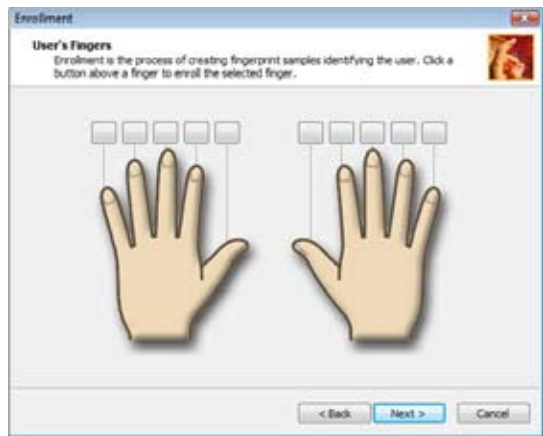 Enrollment
User's Fingers
Enrollment is the process of creating fingerprint samples identifying the user. Click a
button above a finger to enroll the selected finger.
< Back
Next >
Cancel